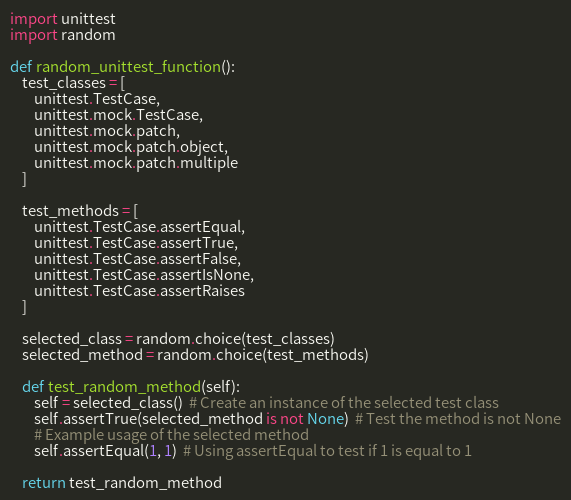 import unittest
import random

def random_unittest_function():
    test_classes = [
        unittest.TestCase,
        unittest.mock.TestCase,
        unittest.mock.patch,
        unittest.mock.patch.object,
        unittest.mock.patch.multiple
    ]

    test_methods = [
        unittest.TestCase.assertEqual,
        unittest.TestCase.assertTrue,
        unittest.TestCase.assertFalse,
        unittest.TestCase.assertIsNone,
        unittest.TestCase.assertRaises
    ]

    selected_class = random.choice(test_classes)
    selected_method = random.choice(test_methods)

    def test_random_method(self):
        self = selected_class()  # Create an instance of the selected test class
        self.assertTrue(selected_method is not None)  # Test the method is not None
        # Example usage of the selected method
        self.assertEqual(1, 1)  # Using assertEqual to test if 1 is equal to 1

    return test_random_method